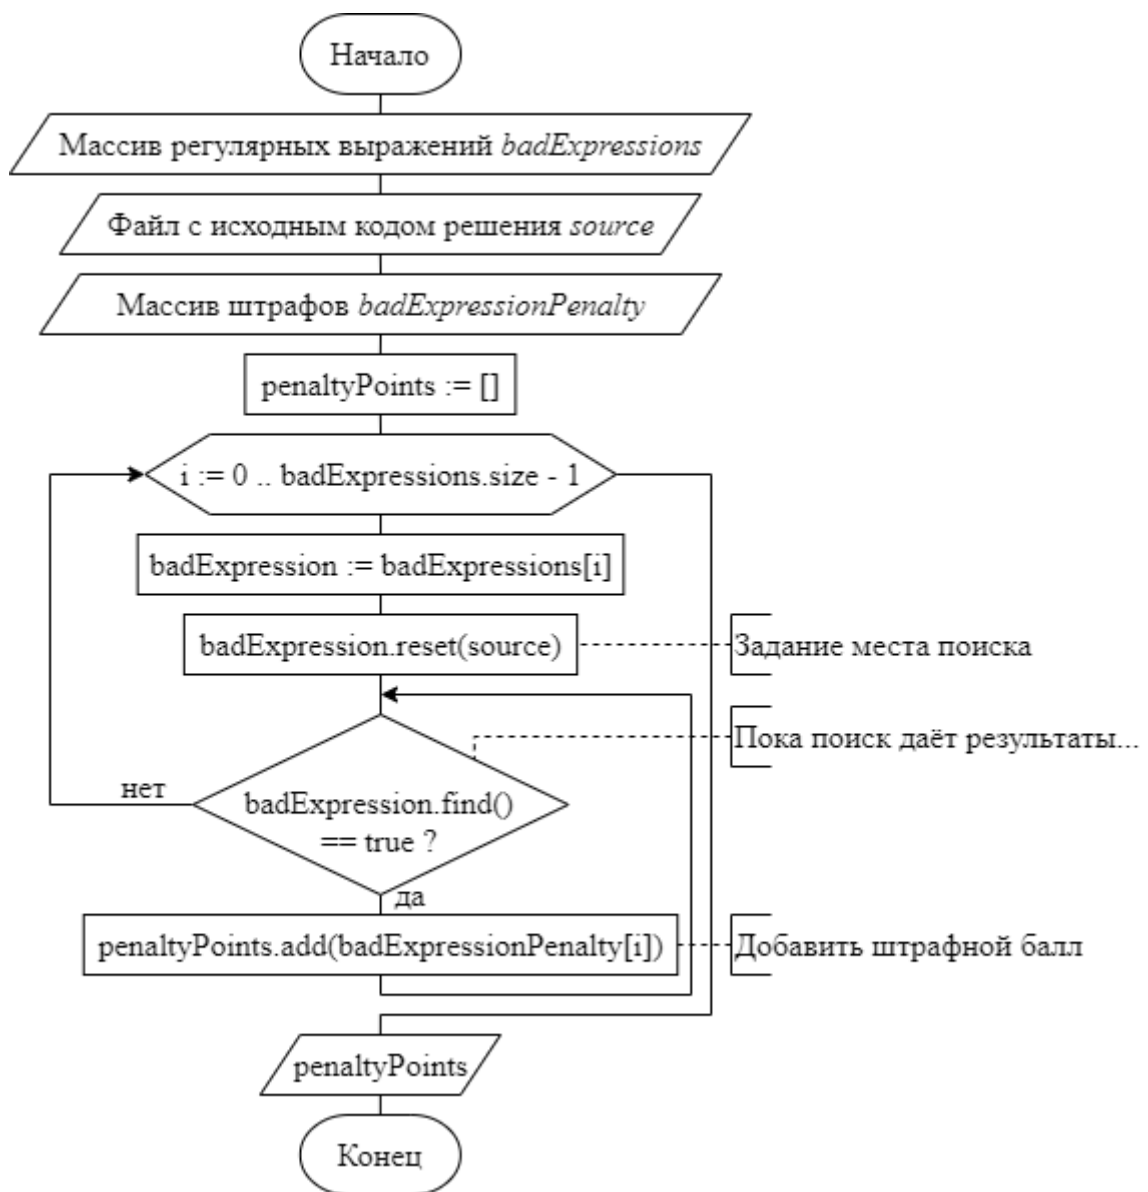 Начало
Массив регулярных выражений badExpressions
Файл с исходным кодом решения source
Массив штрафов badExpressionPenalty
penaltyPoints := []
i := 0 .. badExpressions.size - 1
badExpression := badExpressions[i]
badExpression.reset(source)
Задание места поиска
Пока поиск даёт результаты...
нет
badExpression.find()
== true ?
да
penaltyPoints.add(badExpressionPenalty[i])
Добавить штрафной балл
penaltyPoints
Конец